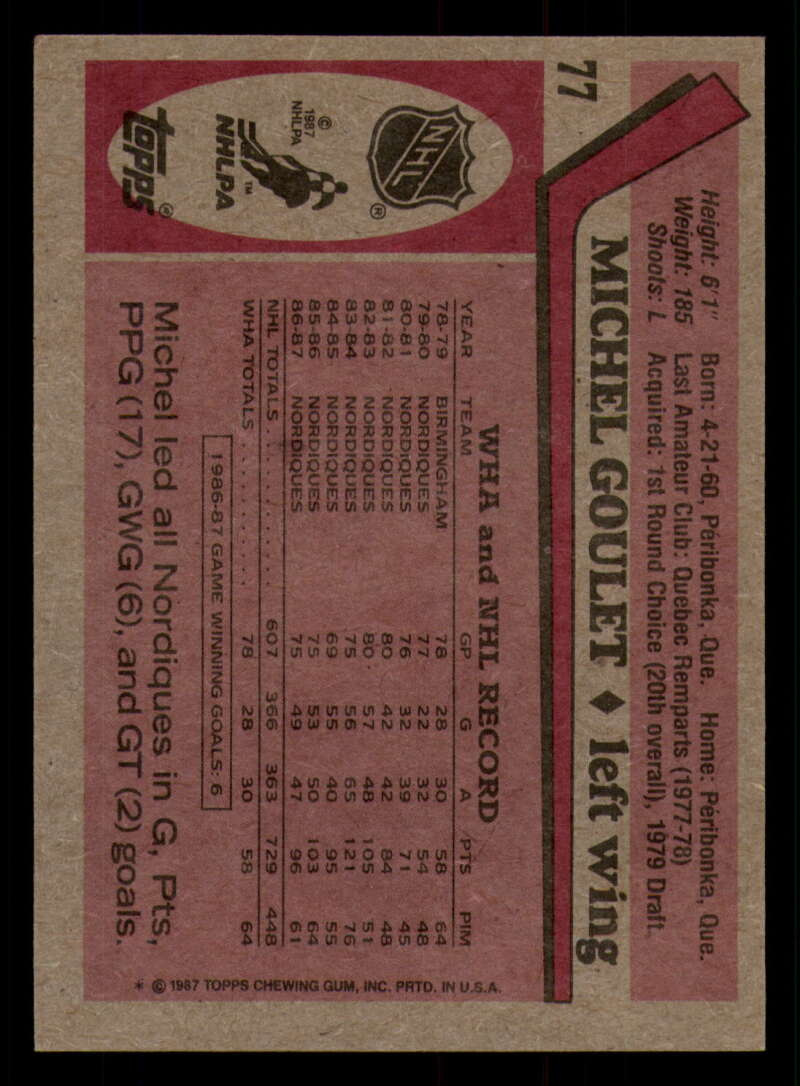 77
Height: 6'1" Born: 4-21-60, Péribonka, Que. Home: Péribonka, Que.
Weight: 185 Last Amateur Club: Quebec Remparts (1977-78)
Shoots: L Acquired: 1st Round Choice (20th overall), 1979 Draft
MICHEL GOULET ♦ left wing
NHL ®
© 1987 NHLPA
NHLPA ™
TOPPS ®
WHA and NHL RECORD
YEAR TEAM GP G A PTS PIM
78-79 BIRMINGHAM 78 28 30 58 64
79-80 NORDIQUES 77 22 32 54 48
80-81 NORDIQUES 76 32 39 71 45
81-82 NORDIQUES 80 42 42 84 48
82-83 NORDIQUES 80 57 48 105 51
83-84 NORDIQUES 75 56 65 121 76
84-85 NORDIQUES 69 55 40 95 55
85-86 NORDIQUES 75 53 50 103 64
86-87 NORDIQUES 75 49 47 96 61
NHL TOTALS . . . . . . . . . . . 607 366 363 729 448
WHA TOTALS . . . . . . . . . . . 78 28 30 58 64
1986-87 GAME WINNING GOALS: 6
Michel led all Nordiques in G, Pts,
PPG (17), GWG (6), and GT (2) goals.
* © 1987 TOPPS CHEWING GUM, INC. PRTD. IN U.S.A.